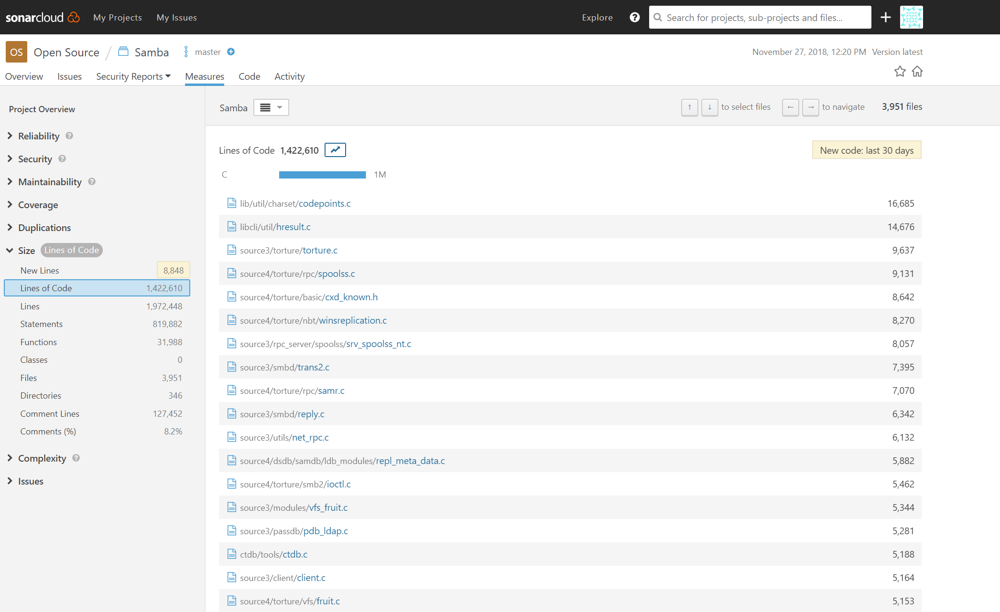 sonarcloud My Projects My Issues Explore ? Search for projects, sub-projects and files...
OS Open Source / Samba master November 27, 2018, 12:20 PM Version latest
Overview Issues Security Reports Measures Code Activity
Project Overview
Reliability ?
Security ?
Maintainability ?
Coverage
Duplications
Size Lines of Code
New Lines 8,848
Lines of Code 1,422,610
Lines 1,972,448
Statements 819,882
Functions 31,988
Classes 0
Files 3,951
Directories 346
Comment Lines 127,452
Comments (%) 8.2%
Complexity ?
Issues
Samba ↑ ↓ to select files ← → to navigate 3,951 files
Lines of Code 1,422,610 New code: last 30 days
C 1M
lib/util/charset/codepoints.c 16,685
libcli/util/hresult.c 14,676
source3/torture/torture.c 9,637
source4/torture/rpc/spoolss.c 9,131
source4/torture/basic/cxd_known.h 8,642
source4/torture/nbt/winsreplication.c 8,270
source3/rpc_server/spoolss/srv_spoolss_nt.c 8,057
source3/smbd/trans2.c 7,395
source4/torture/rpc/samr.c 7,070
source3/smbd/reply.c 6,342
source3/utils/net_rpc.c 6,132
source4/dsdb/samdb/ldb_modules/repl_meta_data.c 5,882
source4/torture/smb2/ioctl.c 5,462
source3/modules/vfs_fruit.c 5,344
source3/passdb/pdb_ldap.c 5,281
ctdb/tools/ctdb.c 5,188
source3/client/client.c 5,164
source4/torture/vfs/fruit.c 5,153